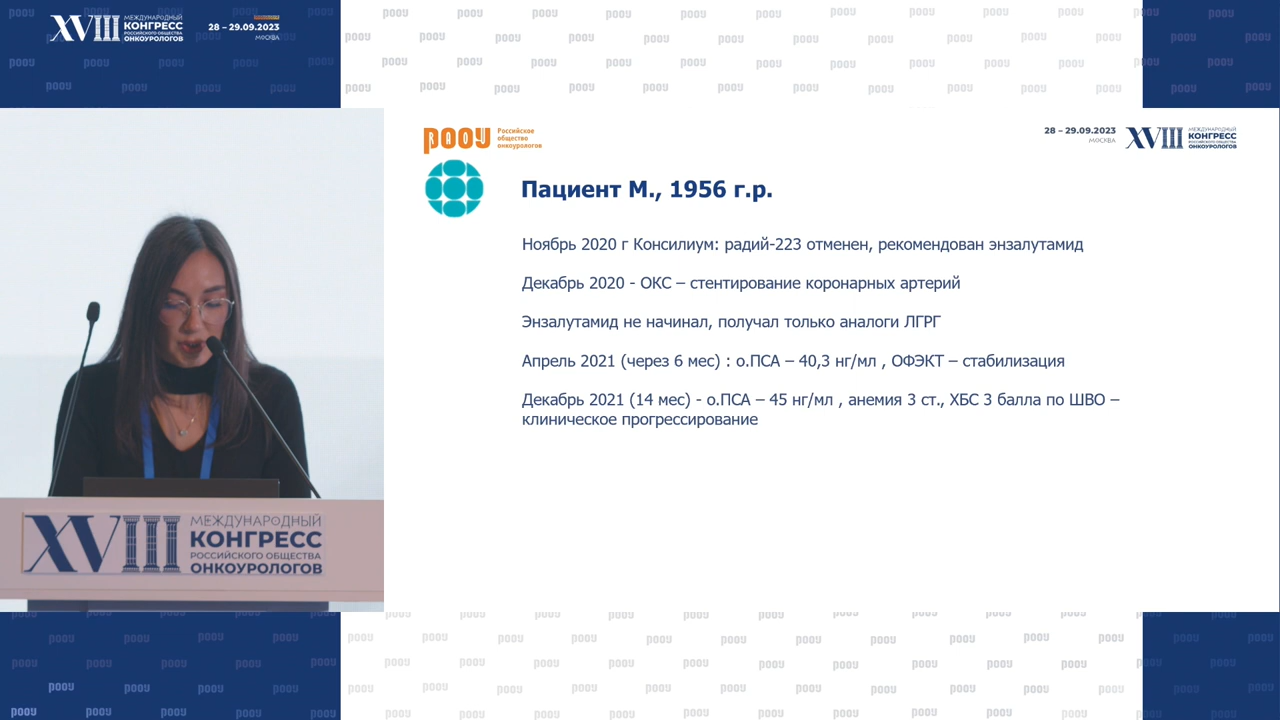 XVIII
МЕЖДУНАРОДНЫЙ
КОНГРЕСС
РОССИЙСКОГО ОБЩЕСТВА
ОНКОУРОЛОГОВ
28 – 29.09.2023
МОСКВА
РООУ
Российское
общество
онкоурологов
28 – 29.09.2023
МОСКВА
XVIII
МЕЖДУНАРОДНЫЙ
КОНГРЕСС
РОССИЙСКОГО ОБЩЕСТВА
ОНКОУРОЛОГОВ
Пациент М., 1956 г.р.
Ноябрь 2020 г Консилиум: радий-223 отменен, рекомендован энзалутамид
Декабрь 2020 - ОКС – стентирование коронарных артерий
Энзалутамид не начинал, получал только аналоги ЛГРГ
Апрель 2021 (через 6 мес) : о.ПСА – 40,3 нг/мл , ОФЭКТ – стабилизация
Декабрь 2021 (14 мес) - о.ПСА – 45 нг/мл , анемия 3 ст., ХБС 3 балла по ШВО –
клиническое прогрессирование
XVIII
МЕЖДУНАРОДНЫЙ
КОНГРЕСС
РОССИЙСКОГО ОБЩЕСТВА
ОНКОУРОЛОГОВ